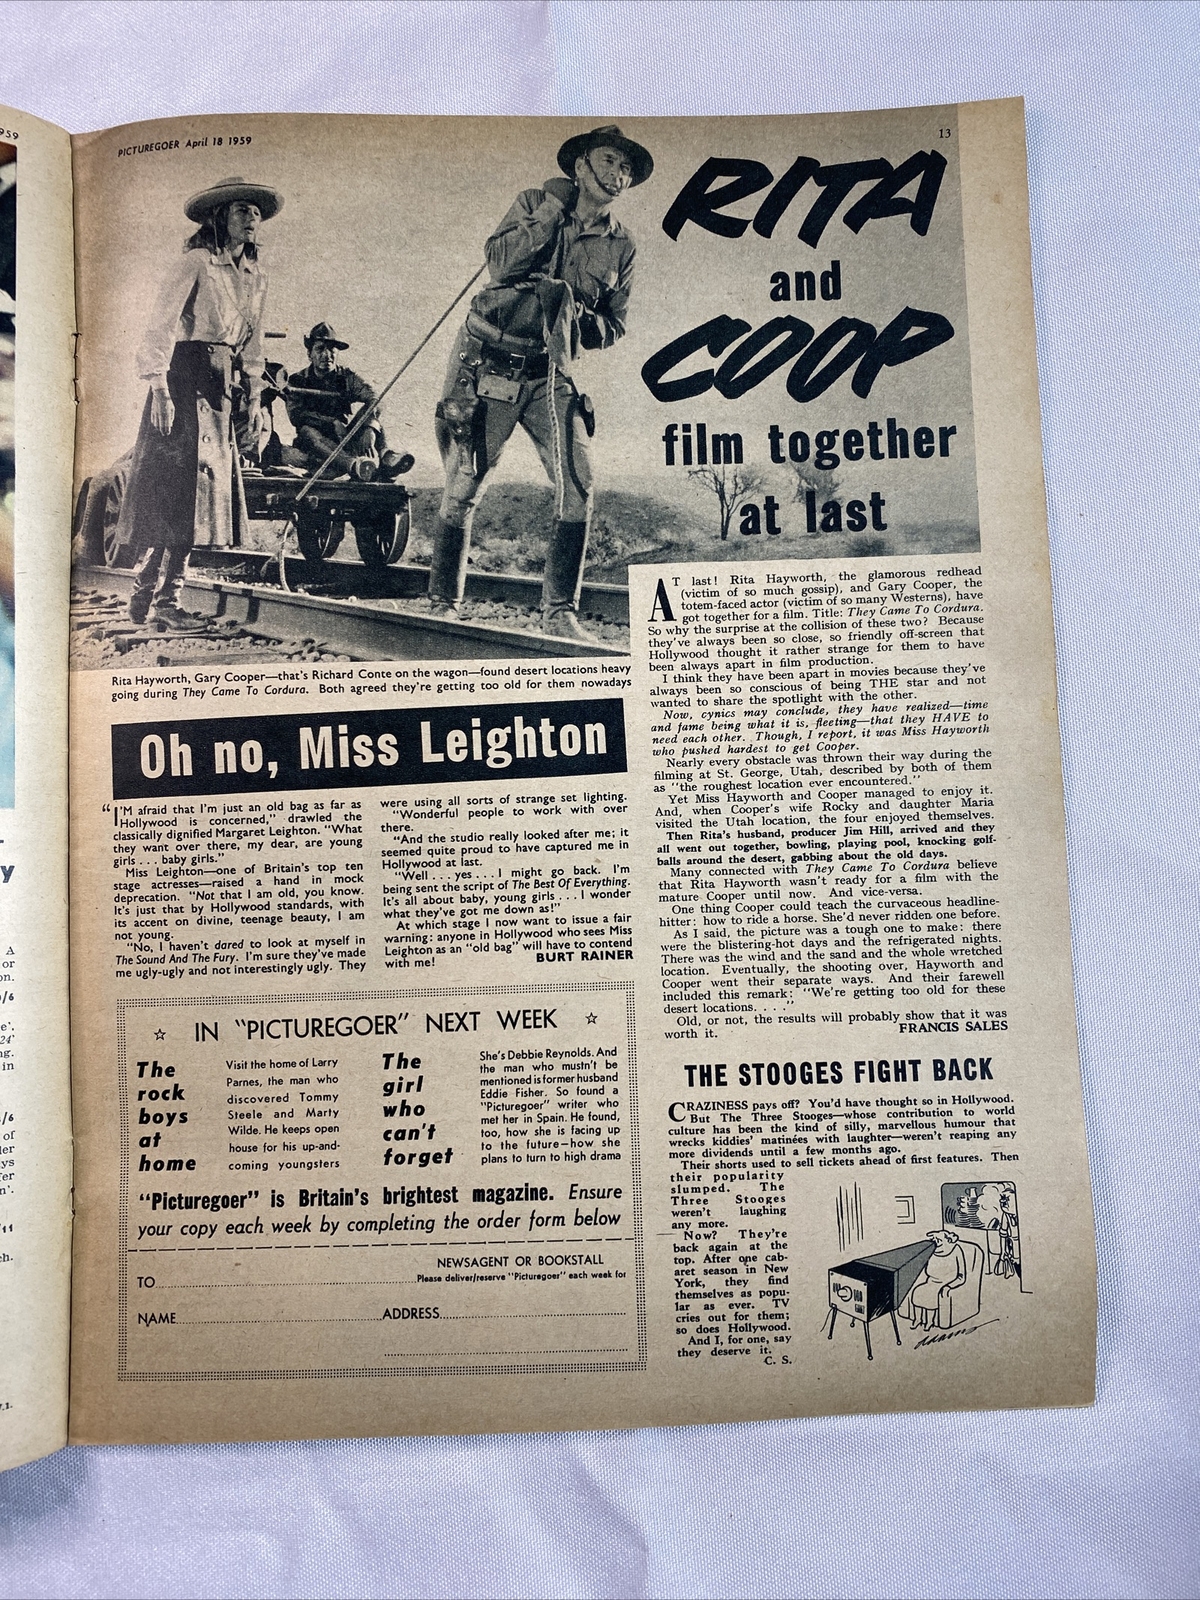 959
PICTUREGOER April 18 1959
13
RITA
and
COOP
film together
at last
Rita Hayworth, Gary Cooper—that's Richard Conte on the wagon—found desert locations heavy
going during They Came To Cordura. Both agreed they're getting too old for them nowadays
AT last! Rita Hayworth, the glamorous redhead
(victim of so much gossip), and Gary Cooper, the
totem-faced actor (victim of so many Westerns), have
got together for a film. Title: They Came To Cordura.
So why the surprise at the collision of these two? Because
they've always been so close, so friendly off-screen that
Hollywood thought it rather strange for them to have
been always apart in film production.
I think they have been apart in movies because they've
always been so conscious of being THE star and not
wanted to share the spotlight with the other.
Now, cynics may conclude, they have realized—time
and fame being what it is, fleeting—that they HAVE to
need each other. Though, I report, it was Miss Hayworth
who pushed hardest to get Cooper.
Nearly every obstacle was thrown their way during the
filming at St. George, Utah, described by both of them
as "the roughest location ever encountered."
Yet Miss Hayworth and Cooper managed to enjoy it.
And, when Cooper's wife Rocky and daughter Maria
visited the Utah location, the four enjoyed themselves.
Then Rita's husband, producer Jim Hill, arrived and they
all went out together, bowling, playing pool, knocking golf-
balls around the desert, gabbing about the old days.
Many connected with They Came To Cordura believe
that Rita Hayworth wasn't ready for a film with the
mature Cooper until now. And vice-versa.
One thing Cooper could teach the curvaceous headline-
hitter: how to ride a horse. She'd never ridden one before.
As I said, the picture was a tough one to make: there
were the blistering-hot days and the refrigerated nights.
There was the wind and the sand and the whole wretched
location. Eventually, the shooting over, Hayworth and
Cooper went their separate ways. And their farewell
included this remark: "We're getting too old for these
desert locations. . . ."
Old, or not, the results will probably show that it was
worth it.
FRANCIS SALES
Oh no, Miss Leighton
"I'M afraid that I'm just an old bag as far as
Hollywood is concerned," drawled the
classically dignified Margaret Leighton. "What
they want over there, my dear, are young
girls . . . baby girls."
Miss Leighton—one of Britain's top ten
stage actresses—raised a hand in mock
deprecation. "Not that I am old, you know.
It's just that by Hollywood standards, with
its accent on divine, teenage beauty, I am
not young.
"No, I haven't dared to look at myself in
The Sound And The Fury. I'm sure they've made
me ugly-ugly and not interestingly ugly. They
were using all sorts of strange set lighting.
"Wonderful people to work with over
there.
"And the studio really looked after me; it
seemed quite proud to have captured me in
Hollywood at last.
"Well . . . yes . . . I might go back. I'm
being sent the script of The Best Of Everything.
It's all about baby, young girls . . . I wonder
what they've got me down as!"
At which stage I now want to issue a fair
warning: anyone in Hollywood who sees Miss
Leighton as an "old bag" will have to contend
with me!
BURT RAINER
IN "PICTUREGOER" NEXT WEEK
The
rock
boys
at
home
Visit the home of Larry
Parnes, the man who
discovered Tommy
Steele and Marty
Wilde. He keeps open
house for his up-and-
coming youngsters
The
girl
who
can't
forget
She's Debbie Reynolds. And
the man who mustn't be
mentioned is former husband
Eddie Fisher. So found a
"Picturegoer" writer who
met her in Spain. He found,
too, how she is facing up
to the future—how she
plans to turn to high drama
"Picturegoer" is Britain's brightest magazine. Ensure
your copy each week by completing the order form below
NEWSAGENT OR BOOKSTALL
TO
Please deliver/reserve "Picturegoer" each week for
NAME
ADDRESS
THE STOOGES FIGHT BACK
CRAZINESS pays off? You'd have thought so in Hollywood.
But The Three Stooges—whose contribution to world
culture has been the kind of silly, marvellous humour that
wrecks kiddies' matinées with laughter—weren't reaping any
more dividends until a few months ago.
Their shorts used to sell tickets ahead of first features. Then
their popularity
slumped. The
Three Stooges
weren't laughing
any more.
Now? They're
back again at the
top. After one cab-
aret season in New
York, they find
themselves as popu-
lar as ever. TV
cries out for them;
so does Hollywood.
And I, for one, say
they deserve it.
C. S.
adams